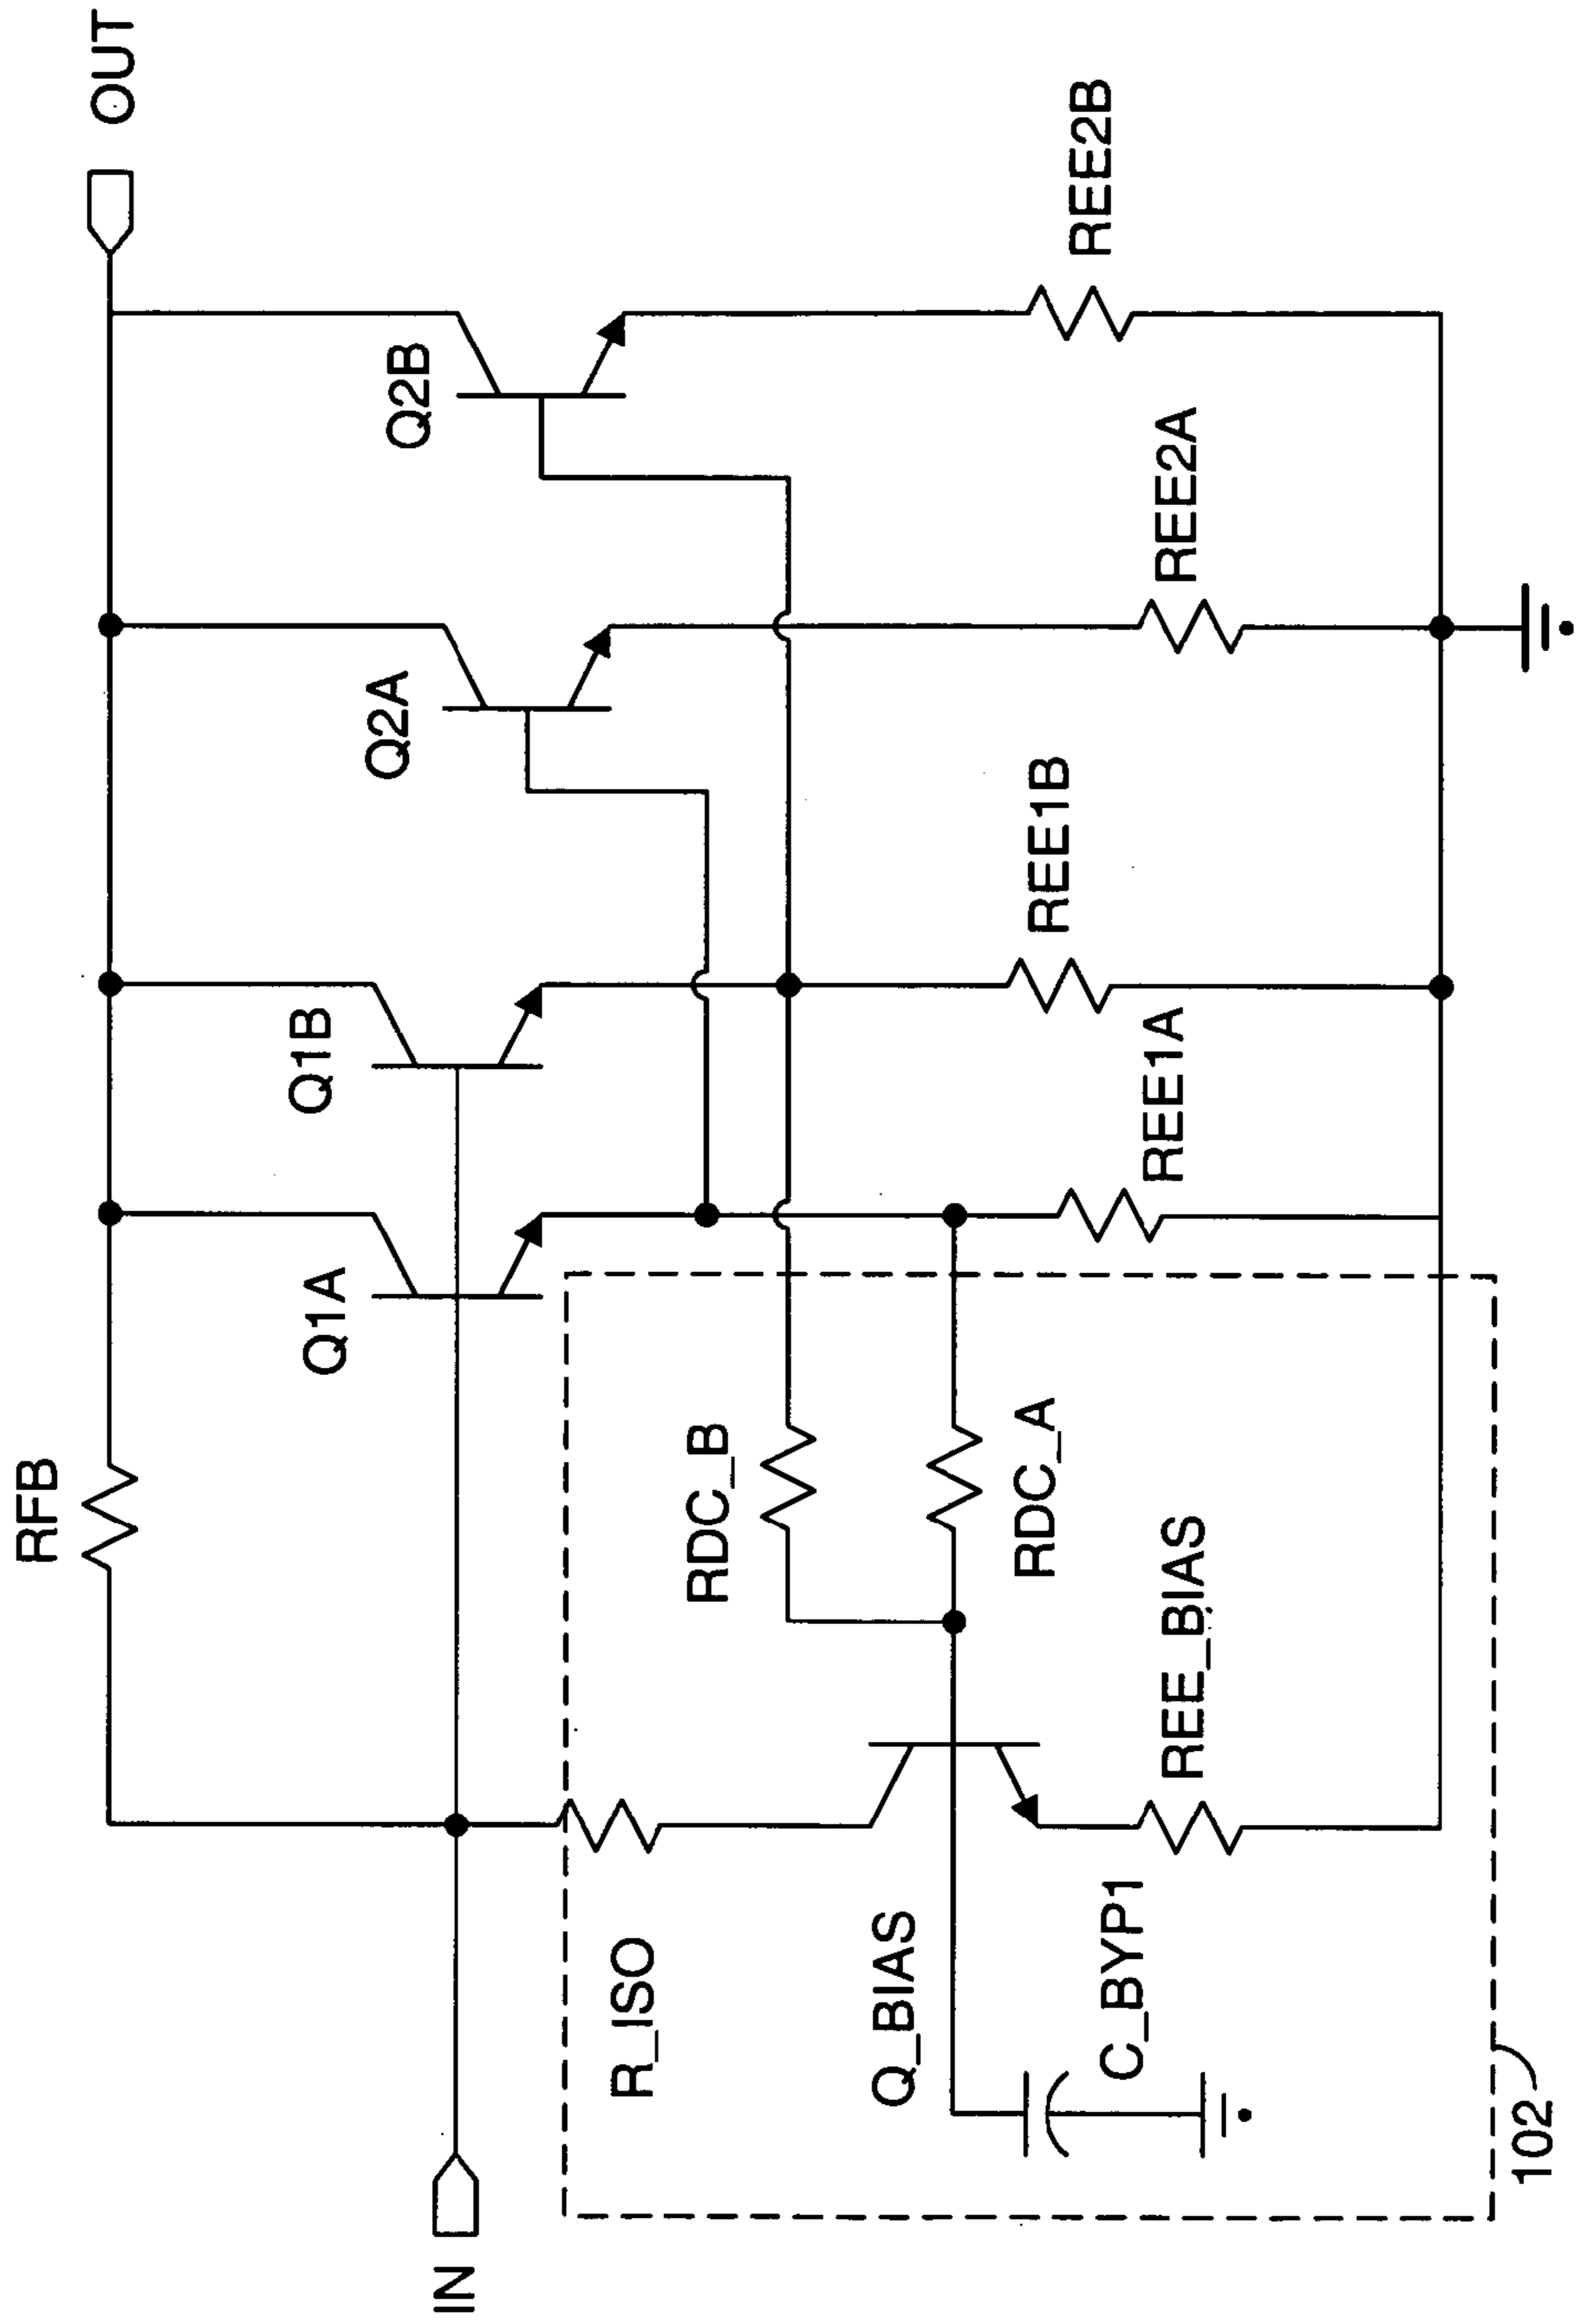 RFB
OUT
Q1A
Q1B
Q2A
Q2B
IN
R_ISO
RDC_B
Q_BIAS
RDC_A
C_BYP1
REE_BIAS
REE1A
REE1B
REE2A
REE2B
102